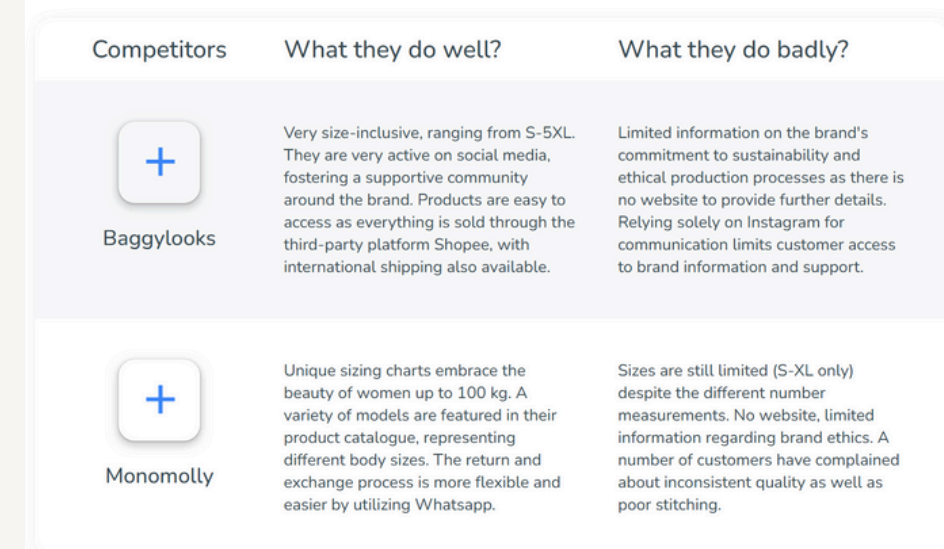 Competitors
What they do well?
What they do badly?
Baggylooks
Very size-inclusive, ranging from S-5XL.
They are very active on social media,
fostering a supportive community
around the brand. Products are easy to
access as everything is sold through the
third-party platform Shopee, with
international shipping also available.
Limited information on the brand's
commitment to sustainability and
ethical production processes as there is
no website to provide further details.
Relying solely on Instagram for
communication limits customer access
to brand information and support.
Monomolly
Unique sizing charts embrace the
beauty of women up to 100 kg. A
variety of models are featured in their
product catalogue, representing
different body sizes. The return and
exchange process is more flexible and
easier by utilizing Whatsapp.
Sizes are still limited (S-XL only)
despite the different number
measurements. No website, limited
information regarding brand ethics. A
number of customers have complained
about inconsistent quality as well as
poor stitching.